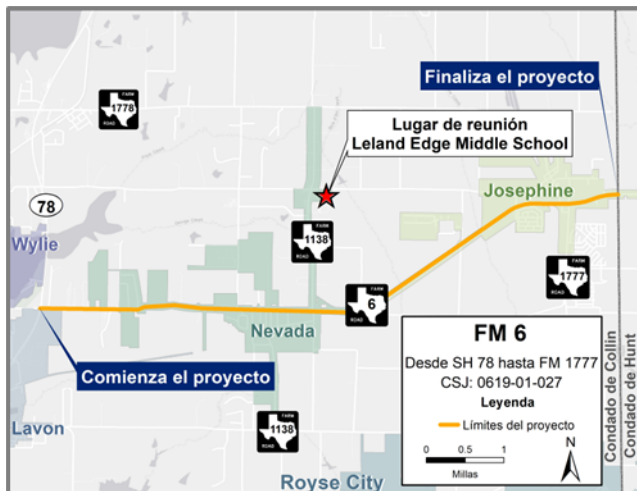 Finaliza el proyecto
FARM
1778
ROAD
Lugar de reunión
Leland Edge Middle School
Josephine
78
Wylie
FARM
1138
ROAD
FARM
6
ROAD
FARM
1777
ROAD
Nevada
Comienza el proyecto
Lavon
FARM
1138
ROAD
Royse City
FM 6
Desde SH 78 hasta FM 1777
CSJ: 0619-01-027
Leyenda
Límites del proyecto
0 0.5 1
Millas
N
Condado de Collin
Condado de Hunt